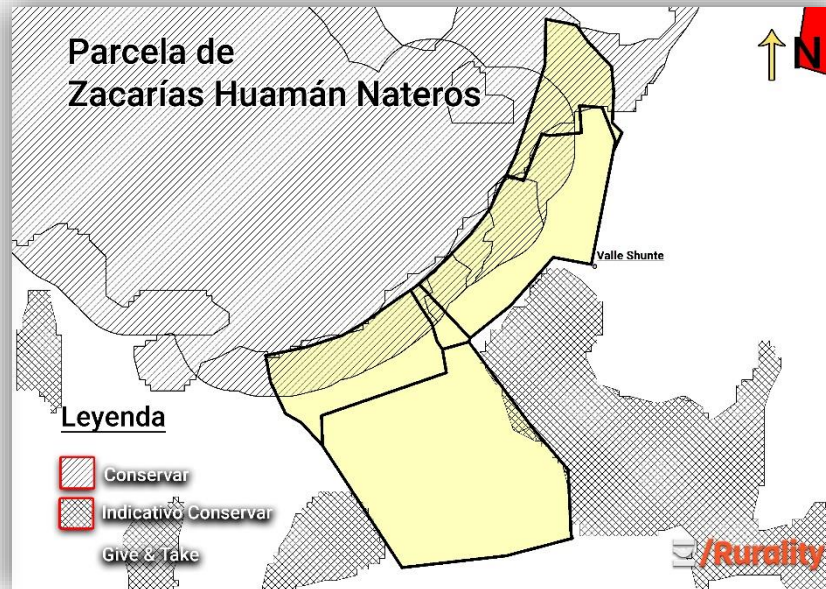 Parcela de
Zacarías Huamán Nateros
N
Valle Shunte
Leyenda
Conservar
Indicativo Conservar
Give & Take
/Rurality